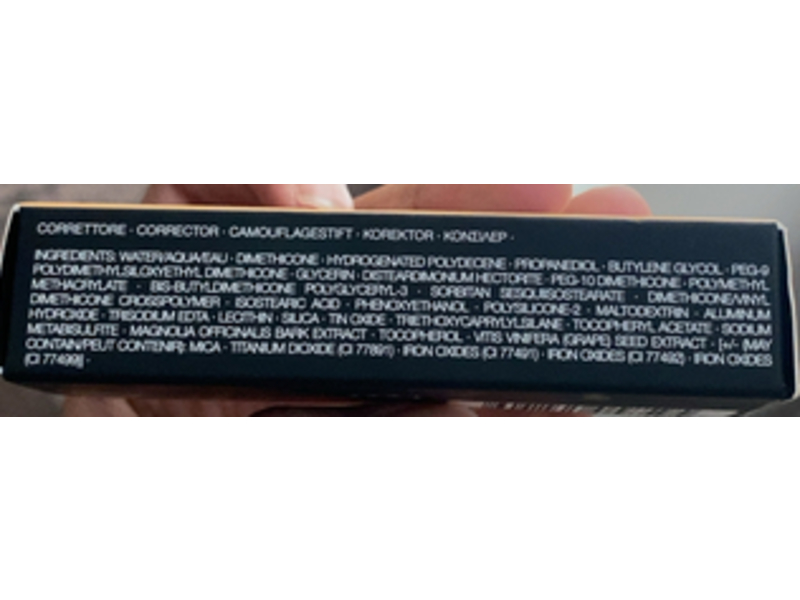 CORRETTORE · CORRECTOR · CAMOUFLAGESTIFT · KOREKTOR · ΚΟΝΣΙΛΕΡ ·
INGREDIENTS: WATER/AQUA/EAU · DIMETHICONE · HYDROGENATED POLYDECENE · PROPANEDIOL · BUTYLENE GLYCOL · PEG-9
POLYDIMETHYLSILOXYETHYL DIMETHICONE · GLYCERIN · DISTEARDIMONIUM HECTORITE · PEG-10 DIMETHICONE · POLYMETHYL
METHACRYLATE · BIS-BUTYLDIMETHICONE POLYGLYCERYL-3 · SORBITAN SESQUIISOSTEARATE · DIMETHICONE/VINYL
DIMETHICONE CROSSPOLYMER · ISOSTEARIC ACID · PHENOXYETHANOL · POLYSILICONE-2 · MALTODEXTRIN · ALUMINUM
HYDROXIDE · TRISODIUM EDTA · LECITHIN · SILICA · TIN OXIDE · TRIETHOXYCAPRYLYLSILANE · TOCOPHERYL ACETATE · SODIUM
METABISULFITE · MAGNOLIA OFFICINALIS BARK EXTRACT · TOCOPHEROL · VITIS VINIFERA (GRAPE) SEED EXTRACT · [+/- (MAY
CONTAIN/PEUT CONTENIR): MICA · TITANIUM DIOXIDE (CI 77891) · IRON OXIDES (CI 77491) · IRON OXIDES (CI 77492) · IRON OXIDES
(CI 77499)] ·